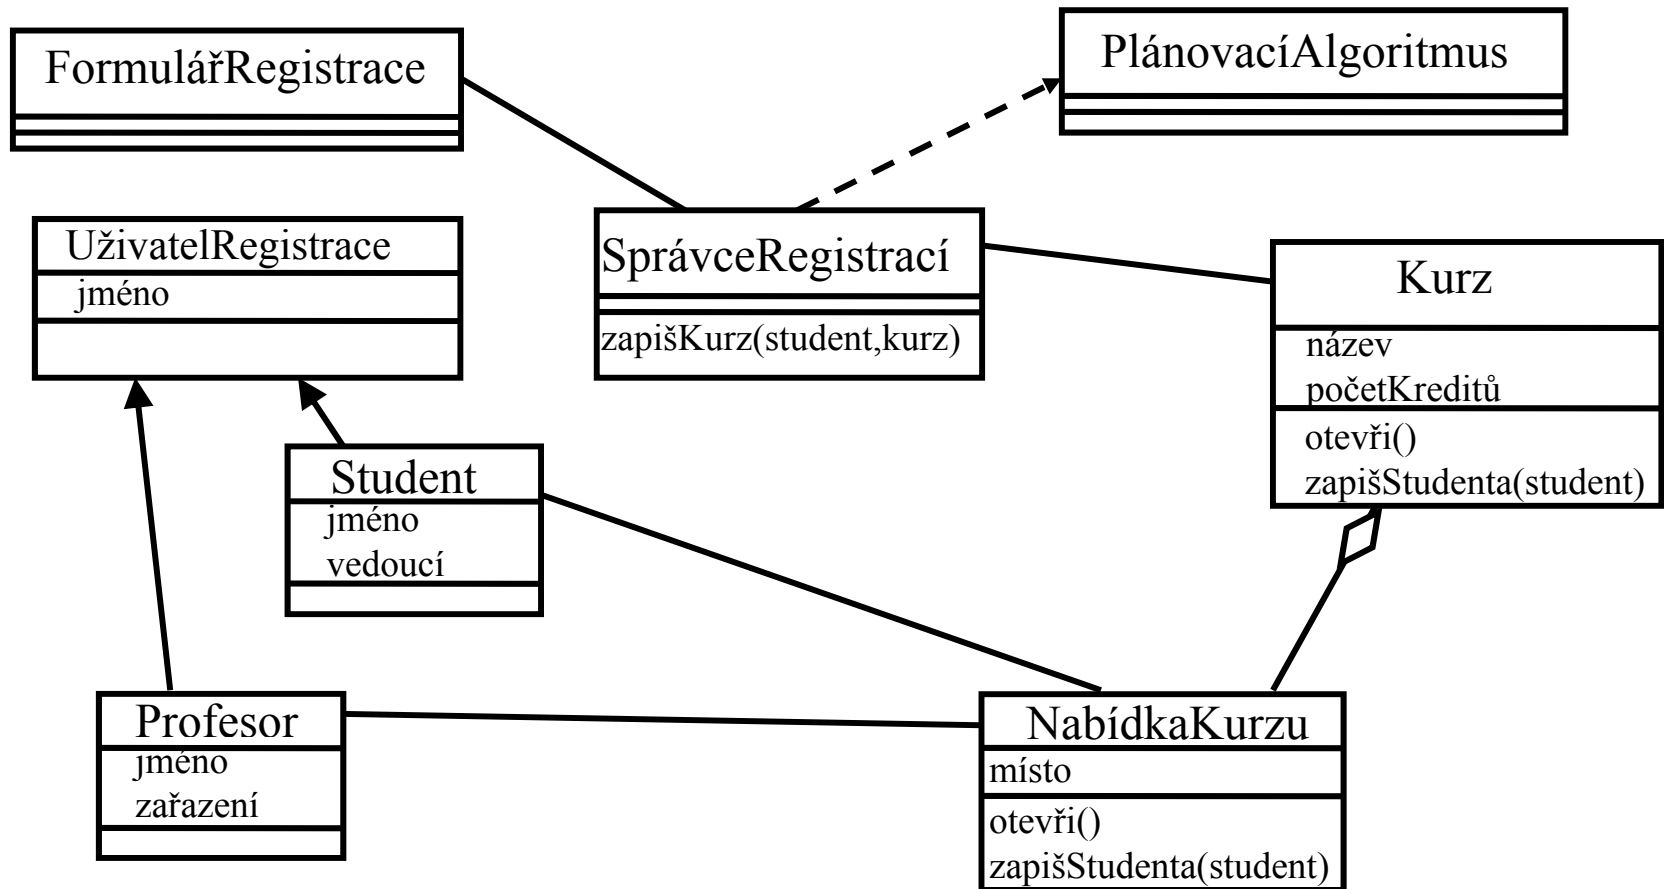 FormulářRegistrace
PlánovacíAlgoritmus
UživatelRegistrace
jméno
SprávceRegistrací
zapišKurz(student,kurz)
Kurz
název
početKreditů
otevři()
zapišStudenta(student)
Student
jméno
vedoucí
Profesor
jméno
zařazení
NabídkaKurzu
místo
otevři()
zapišStudenta(student)